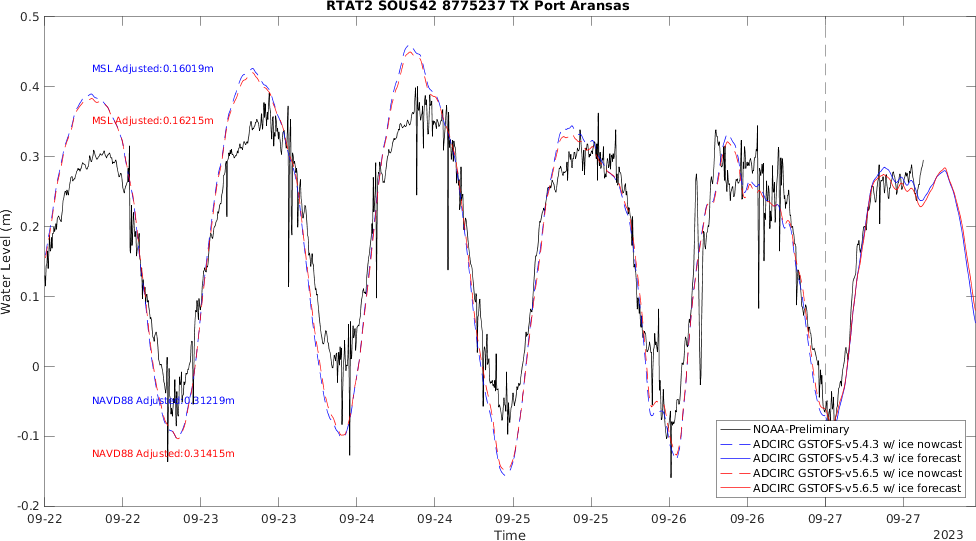 RTAT2 SOUS42 8775237 TX Port Aransas
0.5
0.4
0.3
0.2
0.1
0
-0.1
-0.2
Water Level (m)
MSL Adjusted:0.16019m
MSL Adjusted:0.16215m
NAVD88 Adjusted:0.31219m
NAVD88 Adjusted:0.31415m
NOAA-Preliminary
ADCIRC GSTOFS-v5.4.3 w/ ice nowcast
ADCIRC GSTOFS-v5.4.3 w/ ice forecast
ADCIRC GSTOFS-v5.6.5 w/ ice nowcast
ADCIRC GSTOFS-v5.6.5 w/ ice forecast
09-22 09-22 09-23 09-23 09-24 09-24 09-25 09-25 09-26 09-26 09-27 09-27
Time
2023